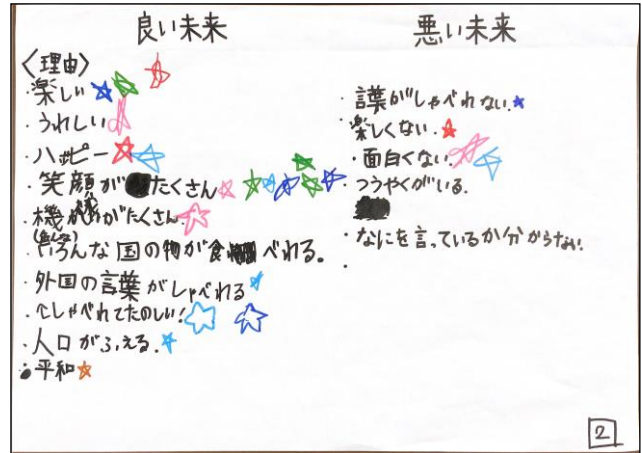 良い未来
〈理由〉
・楽しい
・うれしい
・ハッピー
・笑顔がたくさん
・機械がたくさん
・いろんな国の物が食べれる。
・外国の言葉がしゃべれる
・しゃべれてたのしい!
・人口がふえる.
・平和
悪い未来
・言葉がしゃべれない.
・楽しくない.
・面白くない.
・つうやくがいる.
・なにを言っているか分からない.
2